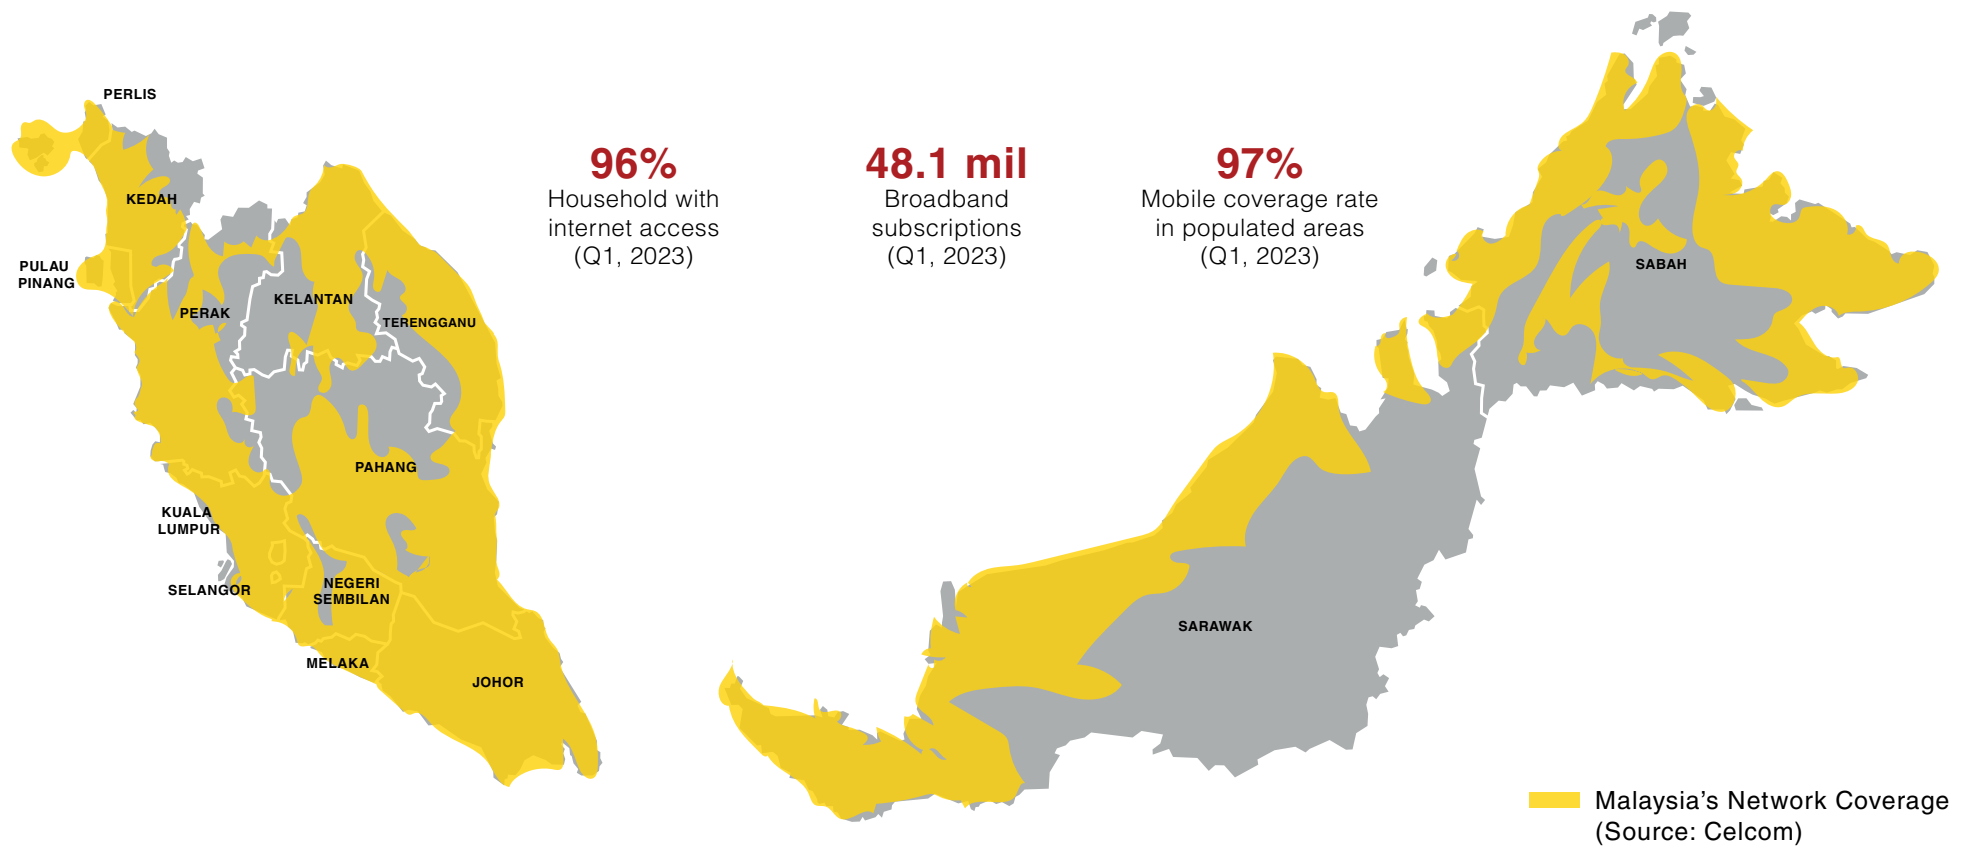 PERLIS
KEDAH
PULAU
PINANG
PERAK
KELANTAN
TERENGGANU
PAHANG
KUALA
LUMPUR
SELANGOR
NEGERI
SEMBILAN
MELAKA
JOHOR
96%
Household with
internet access
(Q1, 2023)
48.1 mil
Broadband
subscriptions
(Q1, 2023)
97%
Mobile coverage rate
in populated areas
(Q1, 2023)
SABAH
SARAWAK
Malaysia’s Network Coverage
(Source: Celcom)